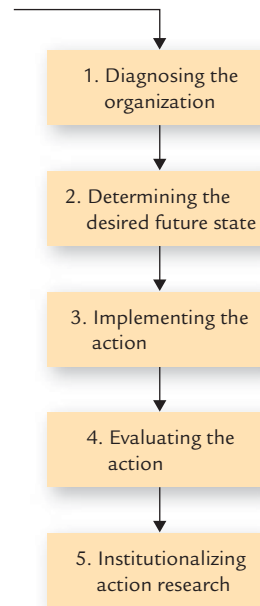 1. Diagnosing the
organization
2. Determining the
desired future state
3. Implementing the
action
4. Evaluating the
action
5. Institutionalizing
action research